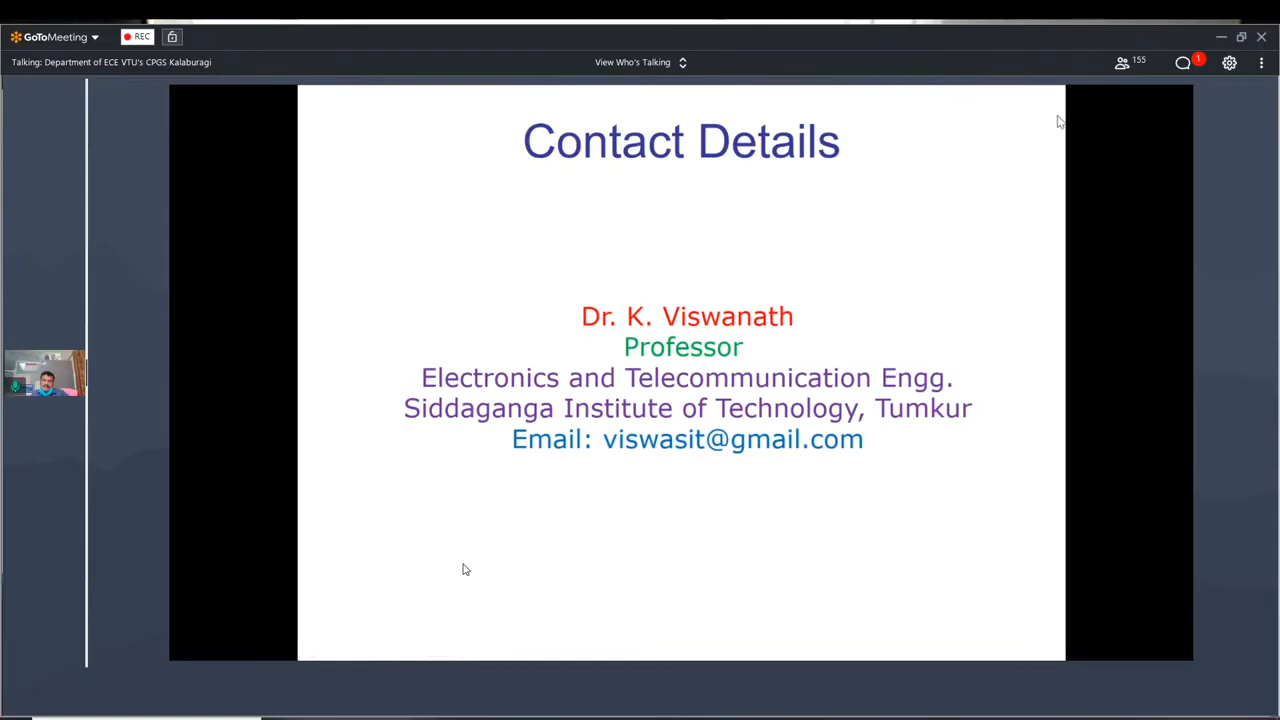 GoToMeeting
REC
Talking: Department of ECE VTU's CPGS Kalaburagi
View Who's Talking
155
1
Contact Details
Dr. K. Viswanath
Professor
Electronics and Telecommunication Engg.
Siddaganga Institute of Technology, Tumkur
Email: viswasit@gmail.com